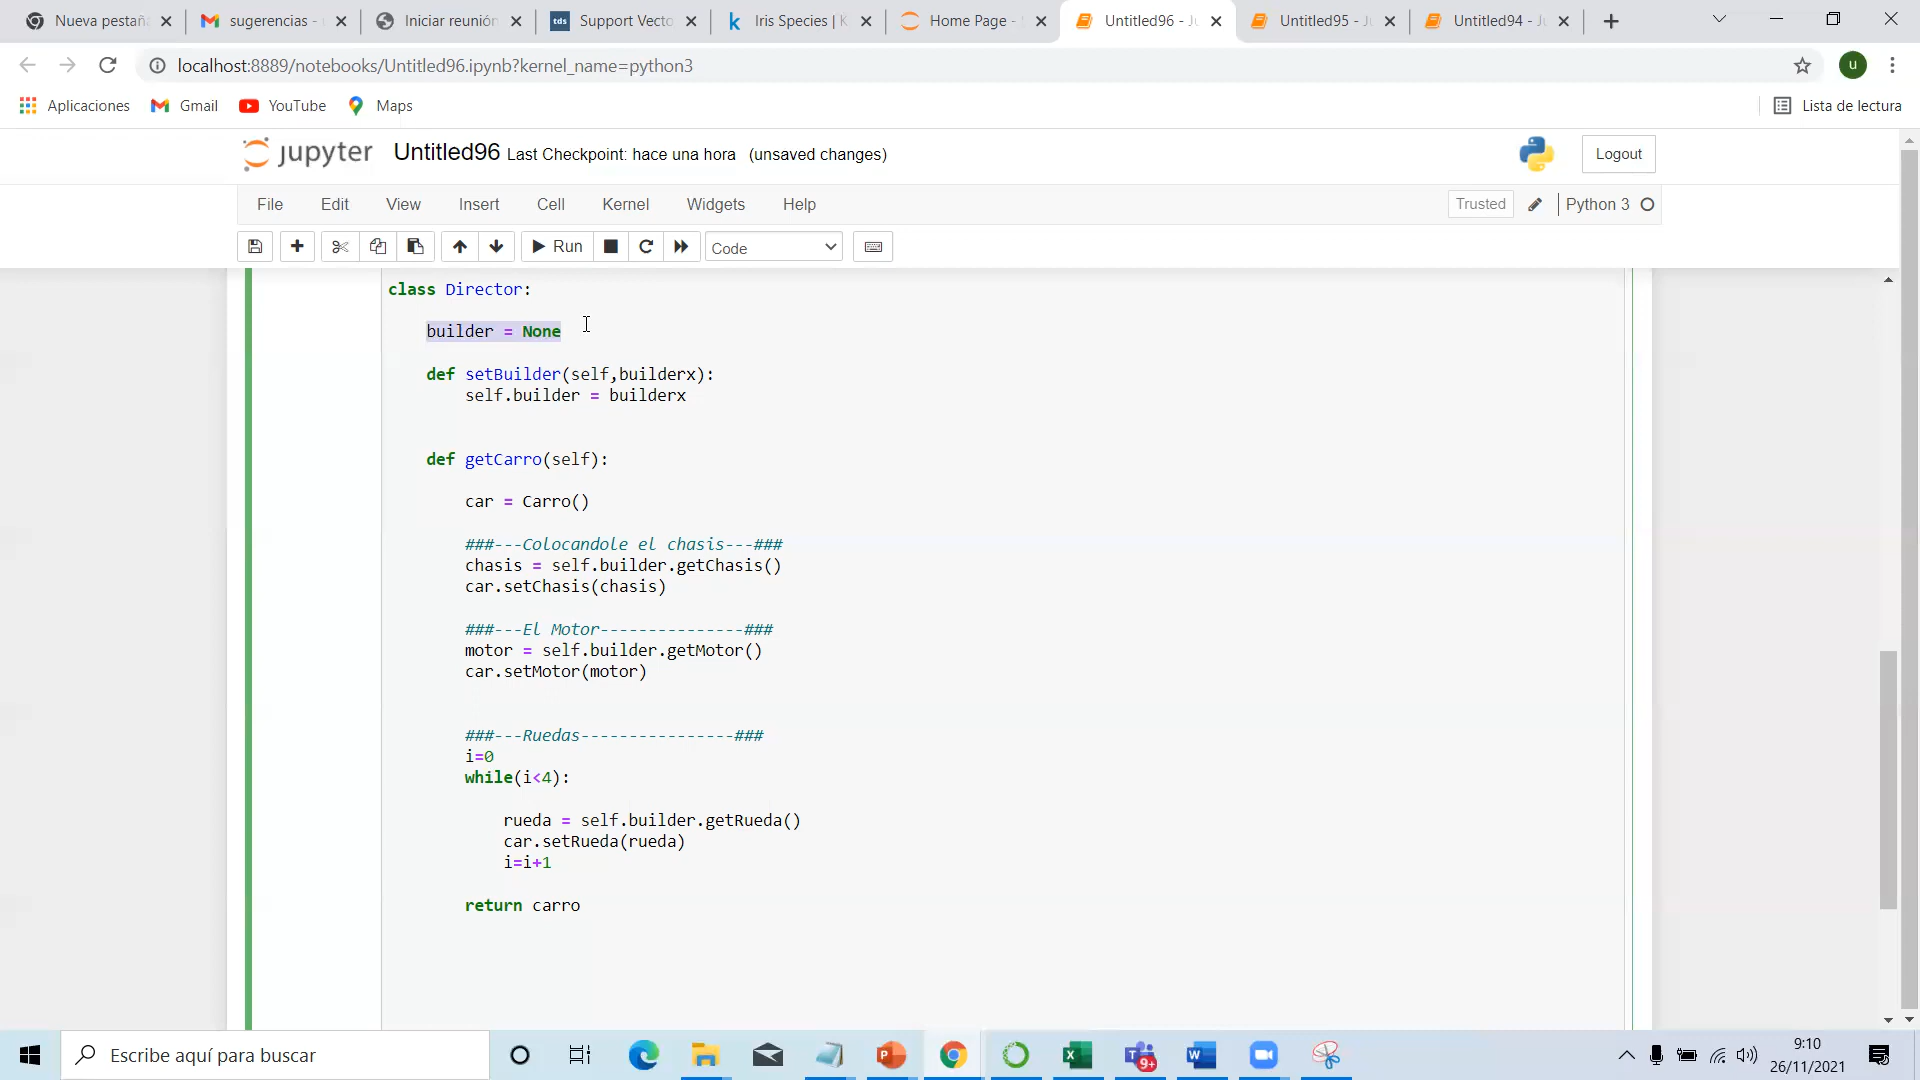 Nueva pestaña
sugerencias -
Iniciar reunión
tds Support Vecto
k Iris Species | K
Home Page -
Untitled96 - Ju
Untitled95 - J
Untitled94 - Ju
localhost:8889/notebooks/Untitled96.ipynb?kernel_name=python3
u
Aplicaciones Gmail YouTube Maps Lista de lectura
jupyter Untitled96 Last Checkpoint: hace una hora (unsaved changes) Logout
File Edit View Insert Cell Kernel Widgets Help Trusted Python 3
Run Code
class Director:
builder = None
def setBuilder(self,builderx):
self.builder = builderx
def getCarro(self):
car = Carro()
###---Colocandole el chasis---###
chasis = self.builder.getChasis()
car.setChasis(chasis)
###---El Motor---------------###
motor = self.builder.getMotor()
car.setMotor(motor)
###---Ruedas----------------###
i=0
while(i<4):
rueda = self.builder.getRueda()
car.setRueda(rueda)
i=i+1
return carro
Escribe aquí para buscar
9+
9:10
26/11/2021